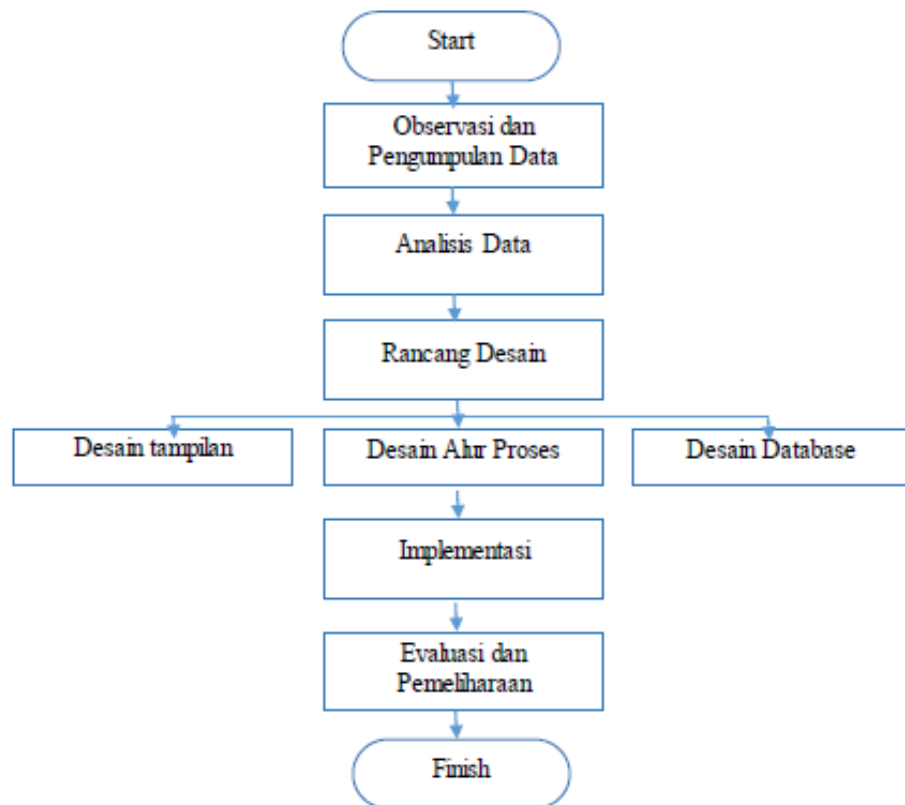 Start
Observasi dan
Pengumpulan Data
Analisis Data
Rancang Desain
Desain tampilan
Desain Alur Proses
Desain Database
Implementasi
Evaluasi dan
Pemeliharaan
Finish